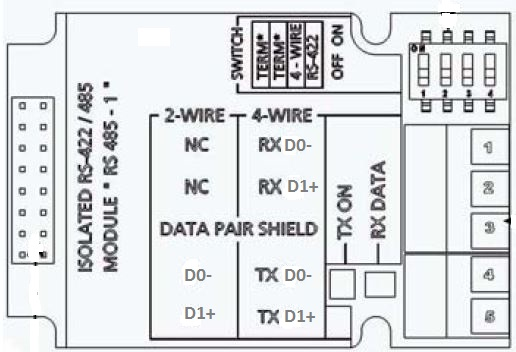 ISOLATED RS-422 / 485
MODULE " RS 485 - 1 "
SWITCH
TERM*
TERM*
4 - WIRE
RS-422
OFF ON
ON
1 2 3 4
2-WIRE 4-WIRE
NC RX D0-
NC RX D1+
DATA PAIR SHIELD
D0- TX D0-
D1+ TX D1+
TX ON
RX DATA
1
2
3
4
5